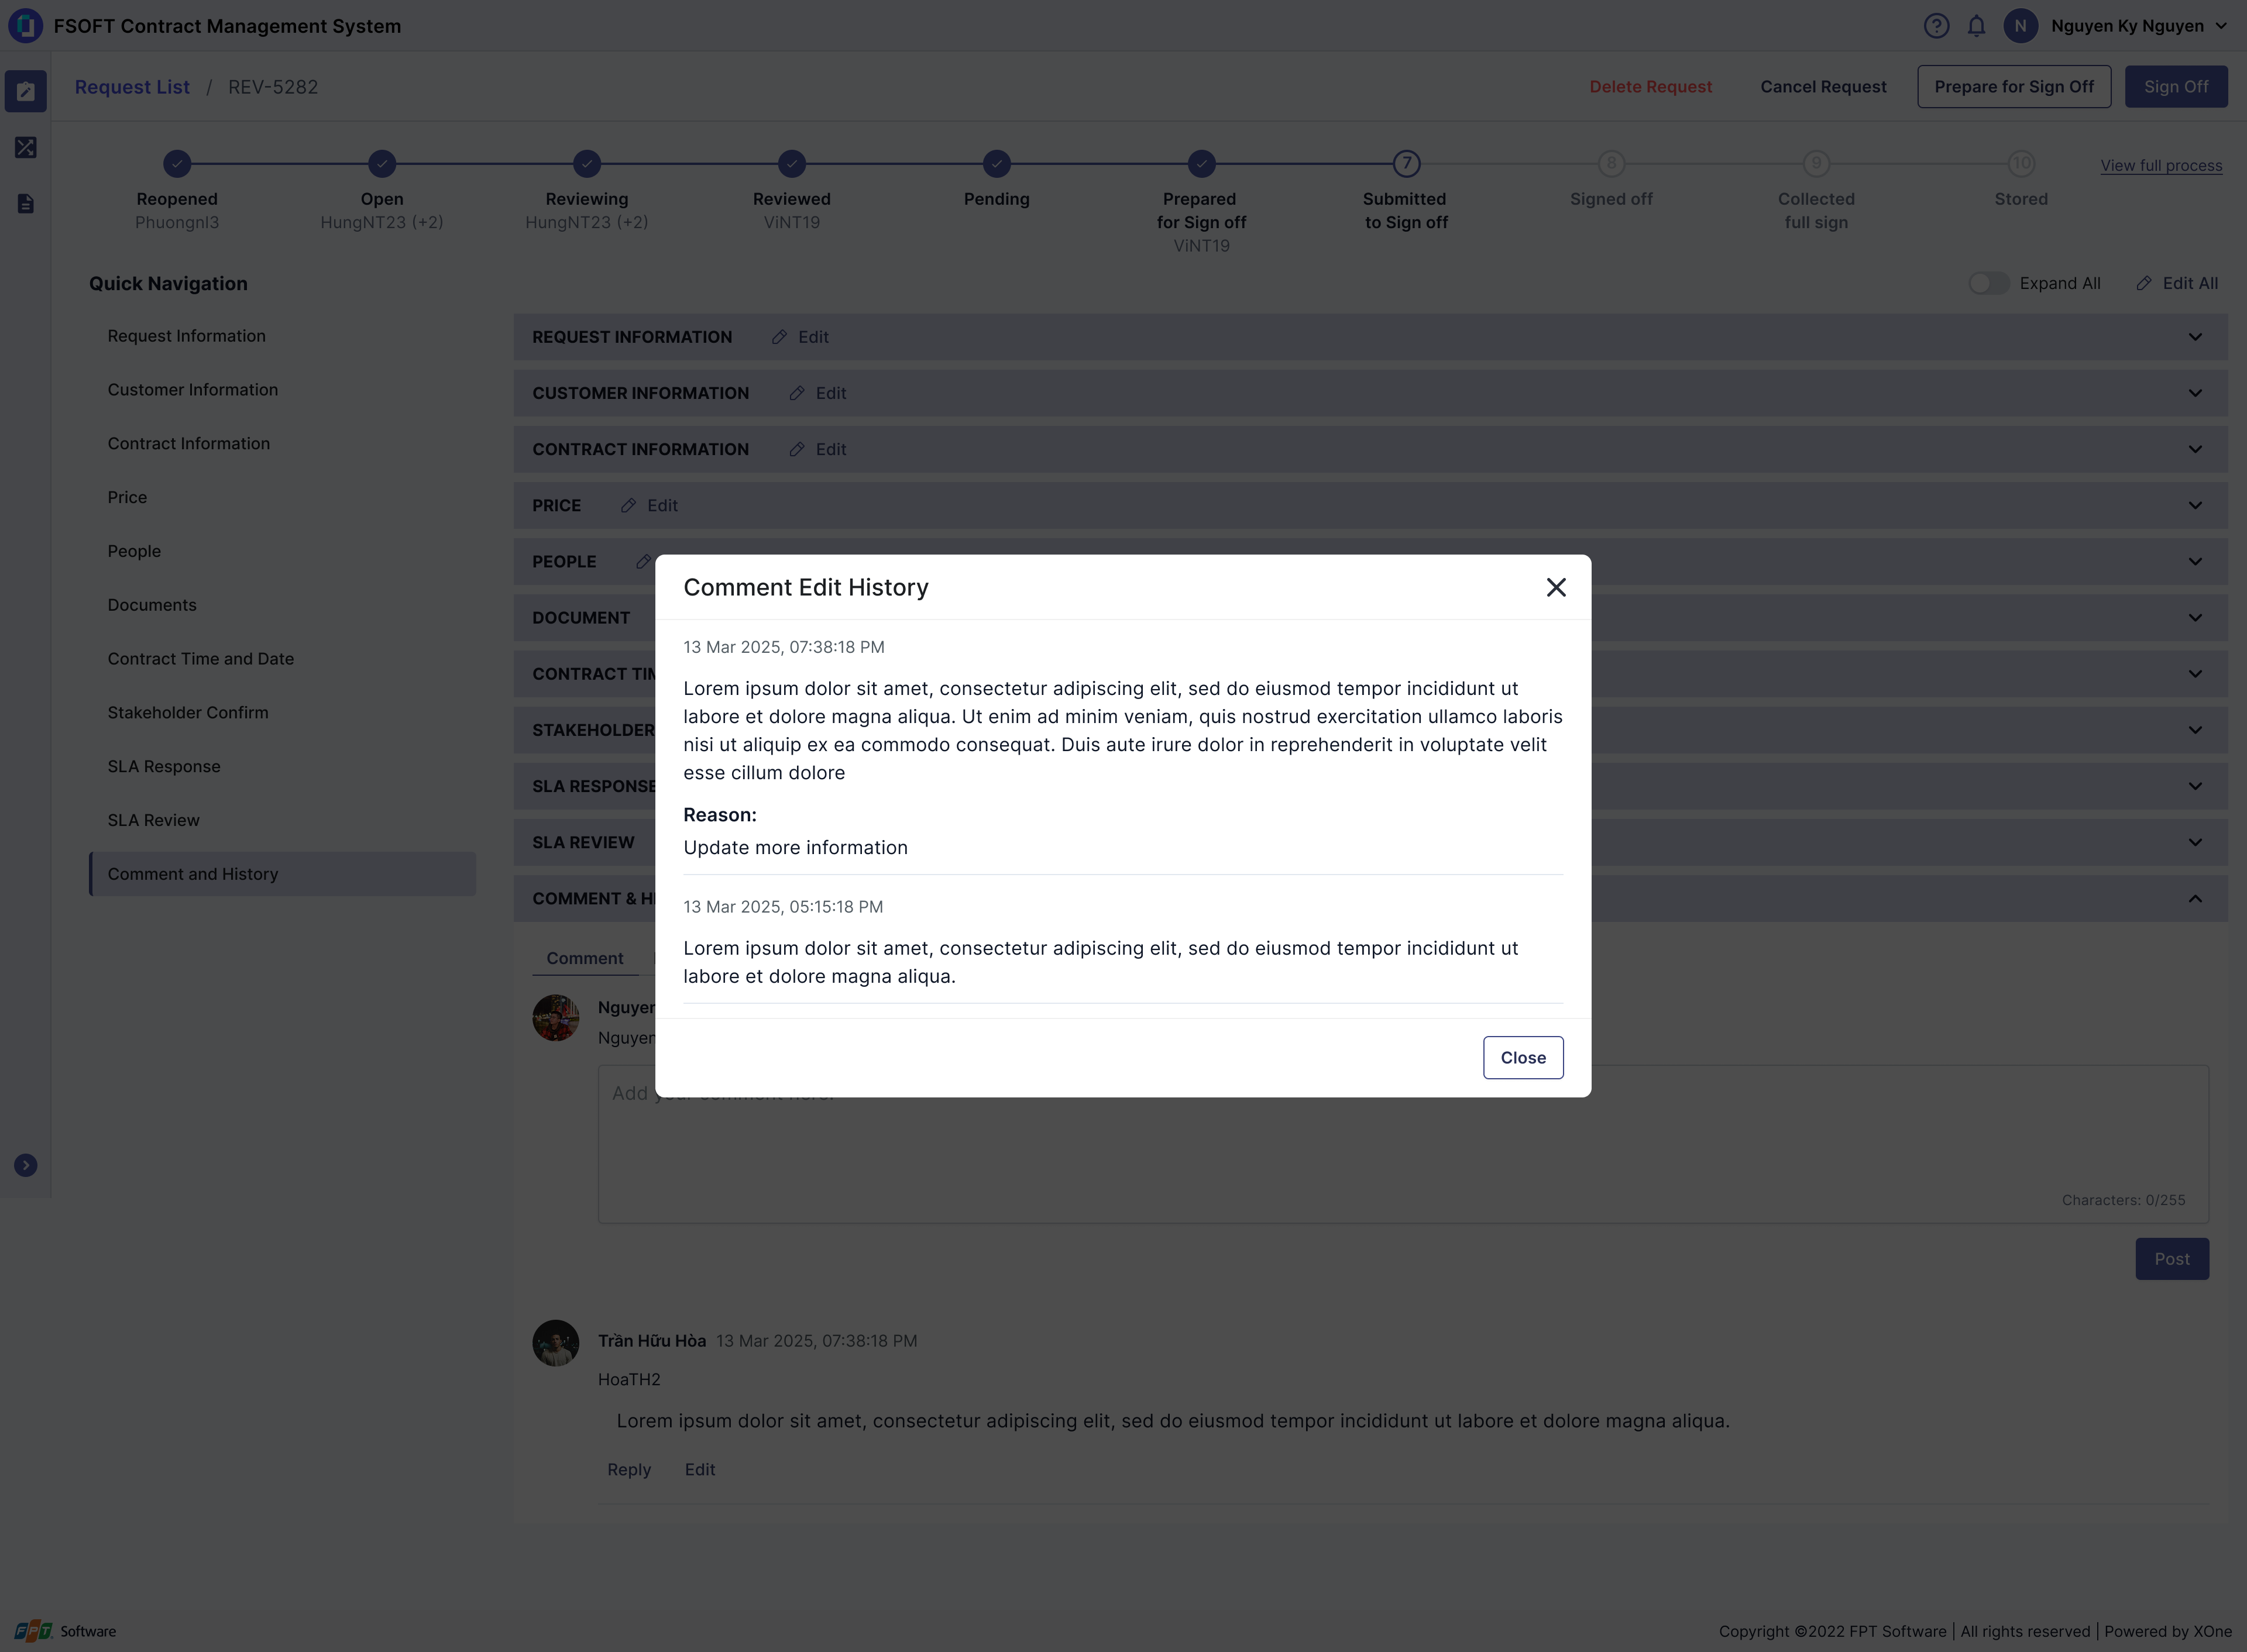 FSOFT Contract Management System
N
Nguyen Ky Nguyen
Request List / REV-5282
Delete Request
Cancel Request
Prepare for Sign Off
Sign Off
Reopened
PhuongnI3
Open
HungNT23 (+2)
Reviewing
HungNT23 (+2)
Reviewed
ViNT19
Pending
Prepared
for Sign off
ViNT19
7
Submitted
to Sign off
8
Signed off
9
Collected
full sign
10
Stored
View full process
Quick Navigation
Expand All
Edit All
Request Information
Customer Information
Contract Information
Price
People
Documents
Contract Time and Date
Stakeholder Confirm
SLA Response
SLA Review
Comment and History
REQUEST INFORMATION Edit
CUSTOMER INFORMATION Edit
CONTRACT INFORMATION Edit
PRICE Edit
PEOPLE
DOCUMENT
CONTRACT
STAKEHOLDER
SLA RESPONSE
SLA REVIEW
COMMENT &
Comment
Nguyen
Nguyen
Add your comment here.
Characters: 0/255
Post
Comment Edit History
13 Mar 2025, 07:38:18 PM
Lorem ipsum dolor sit amet, consectetur adipiscing elit, sed do eiusmod tempor incididunt ut
labore et dolore magna aliqua. Ut enim ad minim veniam, quis nostrud exercitation ullamco laboris
nisi ut aliquip ex ea commodo consequat. Duis aute irure dolor in reprehenderit in voluptate velit
esse cillum dolore
Reason:
Update more information
13 Mar 2025, 05:15:18 PM
Lorem ipsum dolor sit amet, consectetur adipiscing elit, sed do eiusmod tempor incididunt ut
labore et dolore magna aliqua.
Close
Trần Hữu Hòa 13 Mar 2025, 07:38:18 PM
HoaTH2
Lorem ipsum dolor sit amet, consectetur adipiscing elit, sed do eiusmod tempor incididunt ut labore et dolore magna aliqua.
Reply Edit
FPT Software
Copyright ©2022 FPT Software | All rights reserved | Powered by XOne